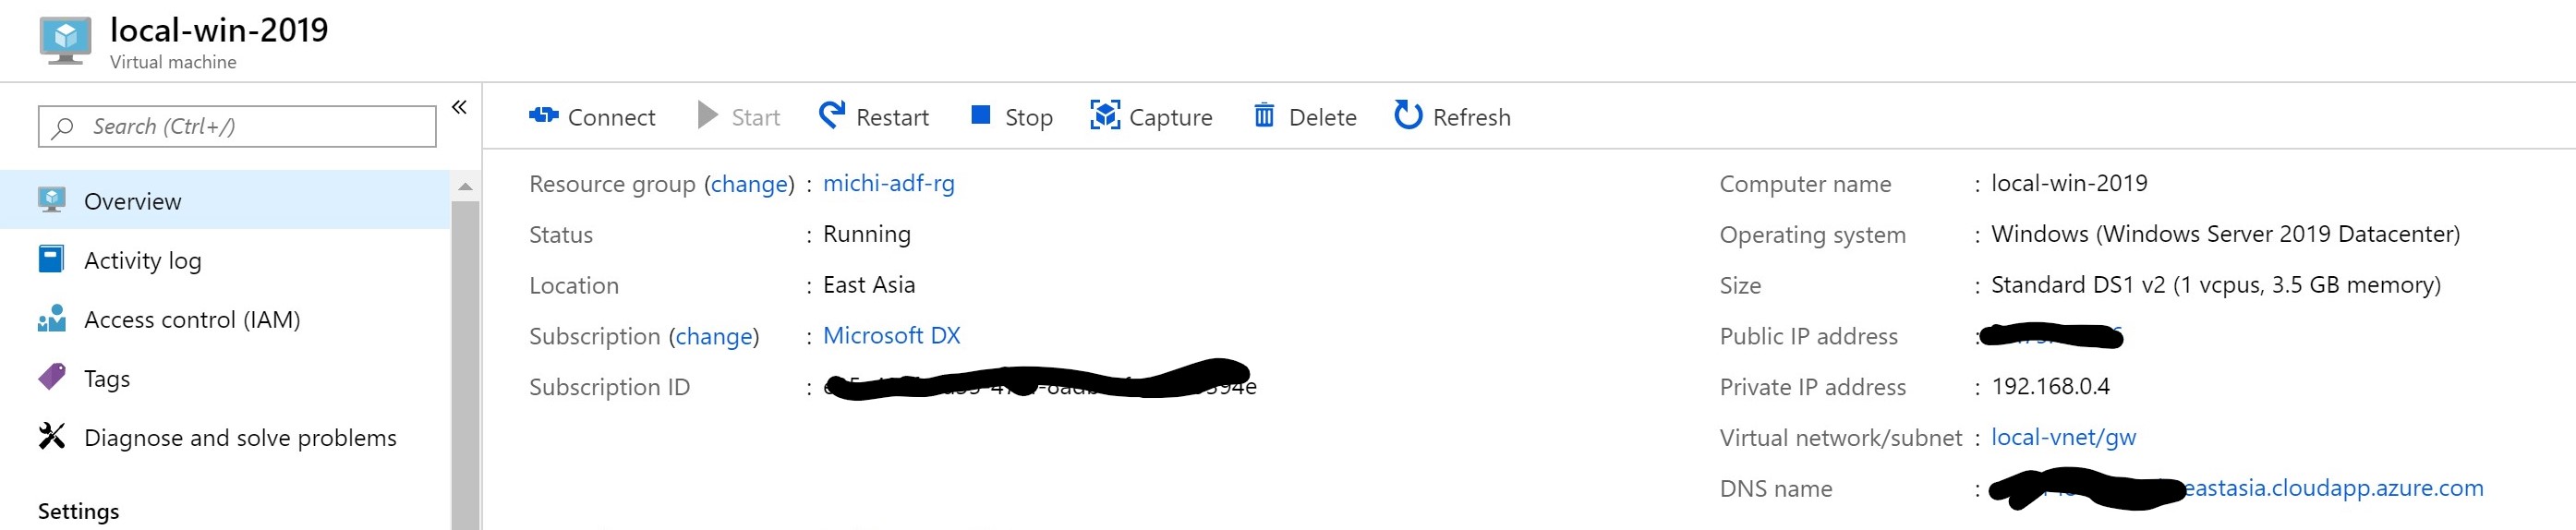 local-win-2019
Virtual machine
Search (Ctrl+/)
«
Overview
Activity log
Access control (IAM)
Tags
Diagnose and solve problems
Settings
Connect Start Restart Stop Capture Delete Refresh
Resource group (change) : michi-adf-rg
Status : Running
Location : East Asia
Subscription (change) : Microsoft DX
Subscription ID :
Computer name : local-win-2019
Operating system : Windows (Windows Server 2019 Datacenter)
Size : Standard DS1 v2 (1 vcpus, 3.5 GB memory)
Public IP address :
Private IP address : 192.168.0.4
Virtual network/subnet : local-vnet/gw
DNS name : eastasia.cloudapp.azure.com